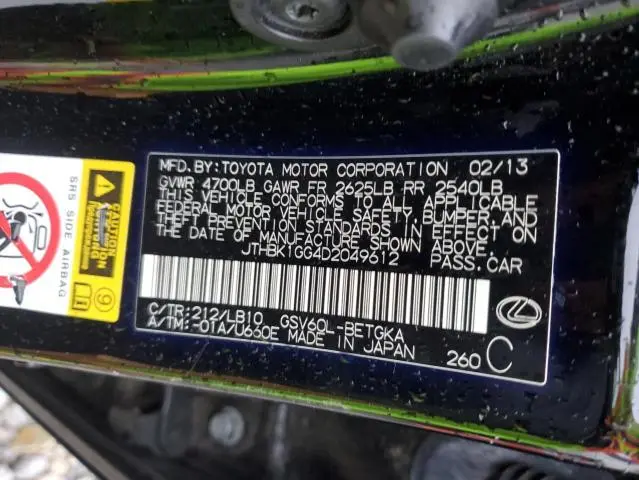 MFD. BY: TOYOTA MOTOR CORPORATION 02/13
GVWR 4700LB GAWR FR 2625LB RR 2540LB
THIS VEHICLE CONFORMS TO ALL APPLICABLE
FEDERAL MOTOR VEHICLE SAFETY, BUMPER, AND
THEFT PREVENTION STANDARDS IN EFFECT ON
THE DATE OF MANUFACTURE SHOWN ABOVE.
JTHBK1GG4D2049612 PASS. CAR
C/TR: 212/LB10 GSV60L-BETGKA
A/TM: -01A/U660E MADE IN JAPAN
260 C
SRS SIDE AIRBAG
9